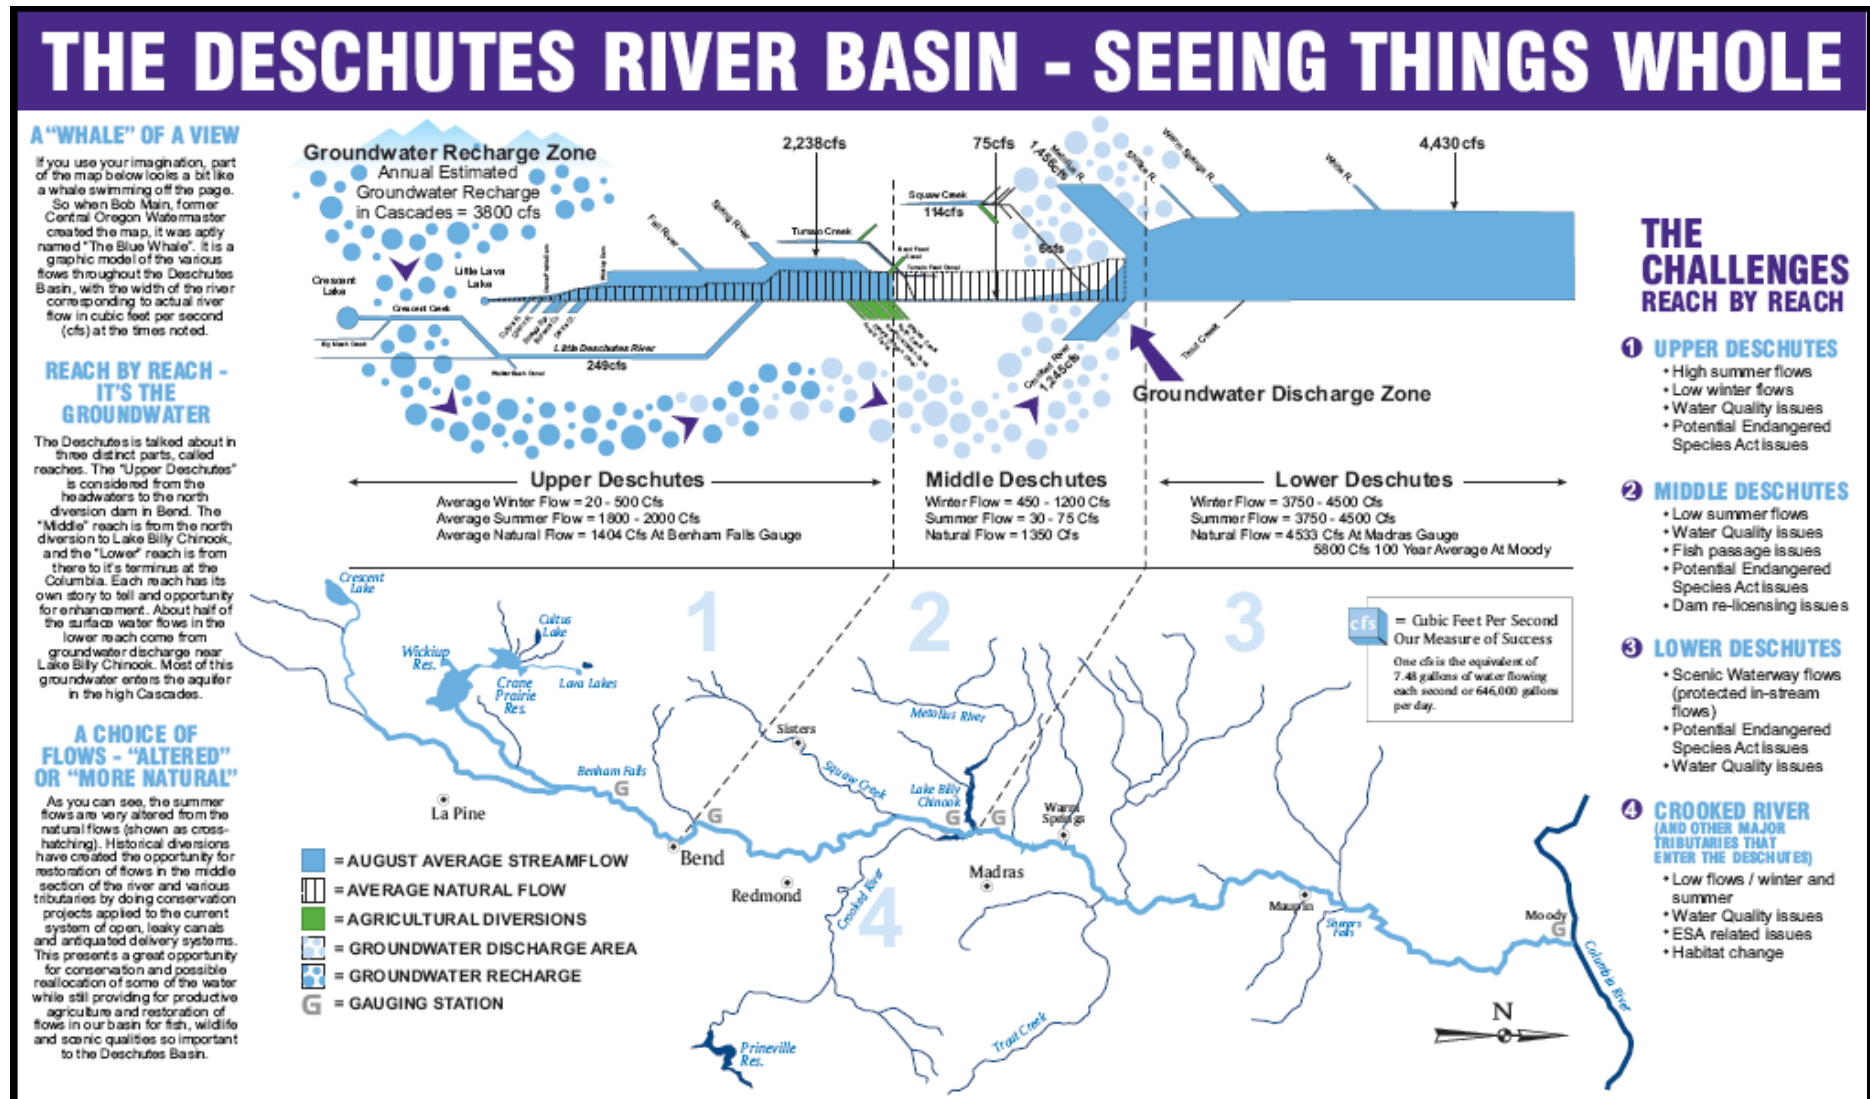 THE DESCHUTES RIVER BASIN - SEEING THINGS WHOLE
A “WHALE” OF A VIEW
If you use your imagination, part
of the map below looks a bit like
a whale swimming off the page.
So when Bob Main, former
Central Oregon Watermaster
created the map, it was aptly
named "The Blue Whale". It is a
graphic model of the various
flows throughout the Deschutes
Basin, with the width of the river
corresponding to actual river
flow in cubic feet per second
(cfs) at the times noted.
REACH BY REACH -
IT'S THE
GROUNDWATER
The Deschutes is talked about in
three distinct parts, called
reaches. The "Upper Deschutes"
is considered from the
headwaters to the north
diversion dam in Bend. The
"Middle" reach is from the north
diversion to Lake Billy Chinook,
and the "Lower" reach is from
there to it's terminus at the
Columbia. Each reach has its
own story to tell and opportunity
for enhancement. About half of
the surface water flows in the
lower reach come from
groundwater discharge near
Lake Billy Chinook. Most of this
groundwater enters the aquifer
in the high Cascades.
A CHOICE OF
FLOWS - “ALTERED”
OR “MORE NATURAL”
As you can see, the summer
flows are very altered from the
natural flows (shown as cross-
hatching). Historical diversions
have created the opportunity for
restoration of flows in the middle
section of the river and various
tributaries by doing conservation
projects applied to the current
system of open, leaky canals
and antiquated delivery systems.
This presents a great opportunity
for conservation and possible
reallocation of some of the water
while still providing for productive
agriculture and restoration of
flows in our basin for fish, wildlife
and scenic qualities so important
to the Deschutes Basin.
Groundwater Recharge Zone
Annual Estimated
Groundwater Recharge
in Cascades = 3800 cfs
2,238cfs
75cfs
1,456cfs
Metolius R.
Shitike R.
Warm Springs R.
White R.
4,430 cfs
Squaw Creek
114cfs
Fall River
Spring River
Tumalo Creek
6cfs
Crescent
Lake
Little Lava
Lake
Crescent Creek
Big Marsh Creek
Little Deschutes River
249cfs
Walker Basin Canal
Crooked River
1,245cfs
Trout Creek
Groundwater Discharge Zone
Upper Deschutes
Average Winter Flow = 20 - 500 Cfs
Average Summer Flow = 1800 - 2000 Cfs
Average Natural Flow = 1404 Cfs At Benham Falls Gauge
Middle Deschutes
Winter Flow = 450 - 1200 Cfs
Summer Flow = 30 - 75 Cfs
Natural Flow = 1350 Cfs
Lower Deschutes
Winter Flow = 3750 - 4500 Cfs
Summer Flow = 3750 - 4500 Cfs
Natural Flow = 4533 Cfs At Madras Gauge
5800 Cfs 100 Year Average At Moody
1
2
3
4
Crescent
Lake
Cultus
Lake
Wickiup
Res.
Crane
Prairie
Res.
Lava Lakes
Benham Falls
G
La Pine
Bend
G
Sisters
Squaw Creek
Metolius River
Lake Billy
Chinook
G
G
Warm
Springs
Redmond
Madras
Crooked River
Prineville
Res.
Trout Creek
Maupin
Sherars
Falls
Moody
G
Columbia River
N
cfs = Cubic Feet Per Second
Our Measure of Success
One cfs is the equivalent of
7.48 gallons of water flowing
each second or 646,000 gallons
per day.
= AUGUST AVERAGE STREAMFLOW
= AVERAGE NATURAL FLOW
= AGRICULTURAL DIVERSIONS
= GROUNDWATER DISCHARGE AREA
= GROUNDWATER RECHARGE
G = GAUGING STATION
THE
CHALLENGES
REACH BY REACH
1 UPPER DESCHUTES
• High summer flows
• Low winter flows
• Water Quality issues
• Potential Endangered
Species Act issues
2 MIDDLE DESCHUTES
• Low summer flows
• Water Quality issues
• Fish passage issues
• Potential Endangered
Species Act issues
• Dam re-licensing issues
3 LOWER DESCHUTES
• Scenic Waterway flows
(protected in-stream
flows)
• Potential Endangered
Species Act issues
• Water Quality issues
4 CROOKED RIVER
(AND OTHER MAJOR
TRIBUTARIES THAT
ENTER THE DESCHUTES)
• Low flows / winter and
summer
• Water Quality issues
• ESA related issues
• Habitat change